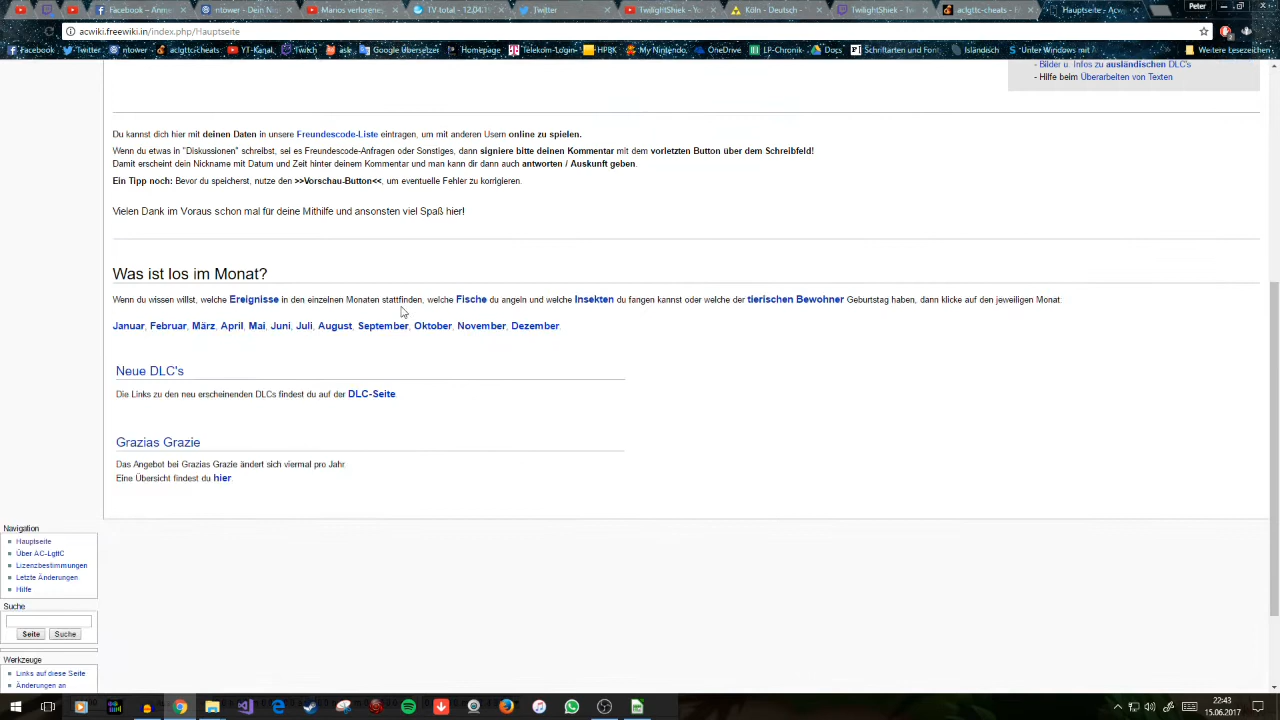 Facebook – Anme
ntower - Dein Ni
Marios verloren
TV total - 12.04.1
Twitter
TwilightShiek - Yo
Köln - Deutsch -
TwilightShiek - T
aclgttc-cheats - E
Hauptseite - Acw
Peter
acwiki.freewiki.in/index.php/Hauptseite
Facebook Twitter ntower aclgttc-cheats YT-Kanal Twitch ask Google Übersetzer Homepage Telekom-Login HPBK My Nintendo OneDrive LP-Chronik Docs Schriftarten und Font Isländisch "Unter Windows mit Weitere Lesezeichen
- Bilder u. Infos zu ausländischen DLC's
- Hilfe beim Überarbeiten von Texten
Du kannst dich hier mit deinen Daten in unsere Freundescode-Liste eintragen, um mit anderen Usern online zu spielen.
Wenn du etwas in "Diskussionen" schreibst, sei es Freundescode-Anfragen oder Sonstiges, dann signiere bitte deinen Kommentar mit dem vorletzten Button über dem Schreibfeld!
Damit erscheint dein Nickname mit Datum und Zeit hinter deinem Kommentar und man kann dir dann auch antworten / Auskunft geben.
Ein Tipp noch: Bevor du speicherst, nutze den >>Vorschau-Button<<, um eventuelle Fehler zu korrigieren.
Vielen Dank im Voraus schon mal für deine Mithilfe und ansonsten viel Spaß hier!
Was ist los im Monat?
Wenn du wissen willst, welche Ereignisse in den einzelnen Monaten stattfinden, welche Fische du angeln und welche Insekten du fangen kannst oder welche der tierischen Bewohner Geburtstag haben, dann klicke auf den jeweiligen Monat:
Januar, Februar, März, April, Mai, Juni, Juli, August, September, Oktober, November, Dezember.
Neue DLC's
Die Links zu den neu erscheinenden DLCs findest du auf der DLC-Seite
Grazias Grazie
Das Angebot bei Grazias Grazie ändert sich viermal pro Jahr.
Eine Übersicht findest du hier.
Navigation
Hauptseite
Über AC-LgttC
Lizenzbestimmungen
Letzte Änderungen
Hilfe
Suche
Seite Suche
Werkzeuge
Links auf diese Seite
Änderungen an
22:43
15.06.2017